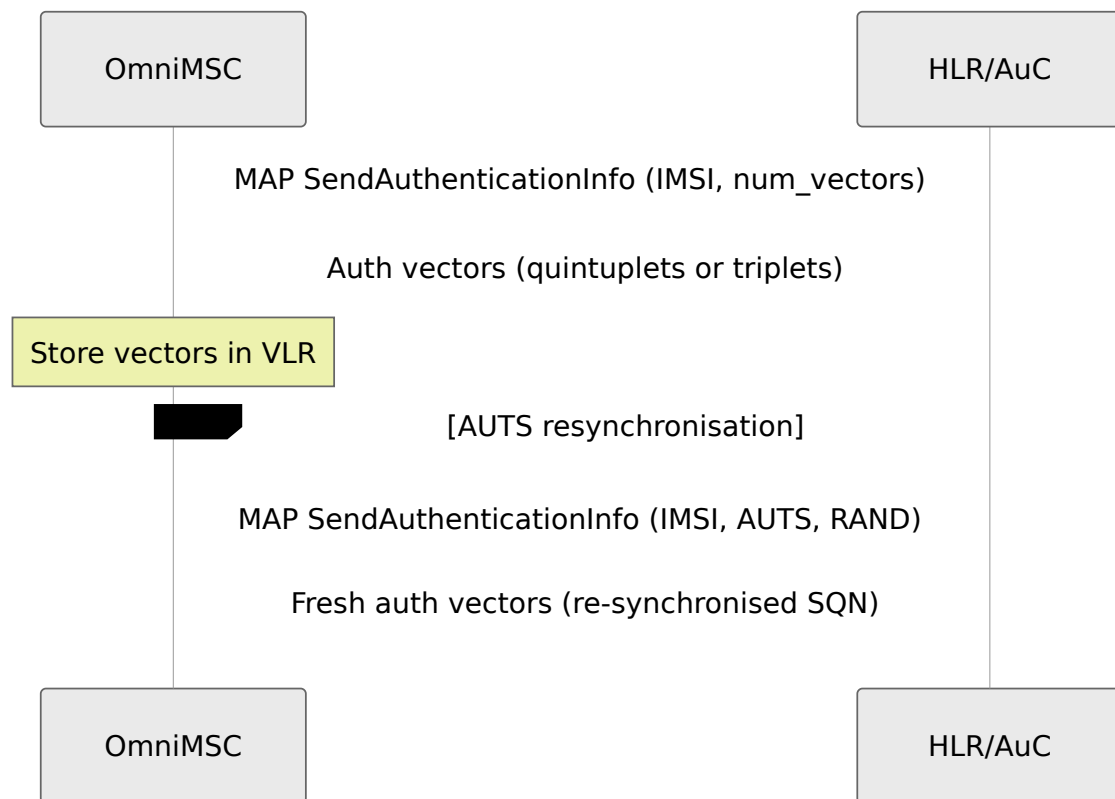 OmniMSC
HLR/AuC
MAP SendAuthenticationInfo (IMSI, num_vectors)
Auth vectors (quintuplets or triplets)
Store vectors in VLR
[AUTS resynchronisation]
MAP SendAuthenticationInfo (IMSI, AUTS, RAND)
Fresh auth vectors (re-synchronised SQN)
OmniMSC
HLR/AuC